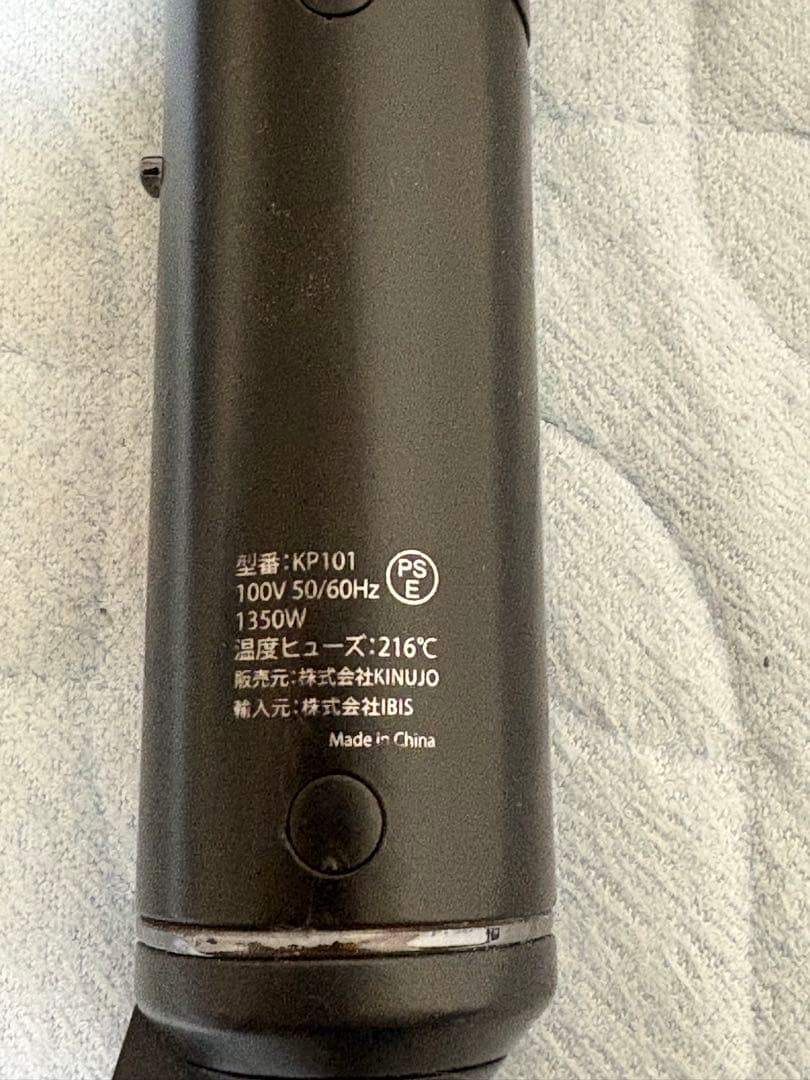 型番：KP101
100V 50/60Hz
PS
E
1350W
温度ヒューズ：216℃
販売元：株式会社KINUJO
輸入元：株式会社IBIS
Made in China